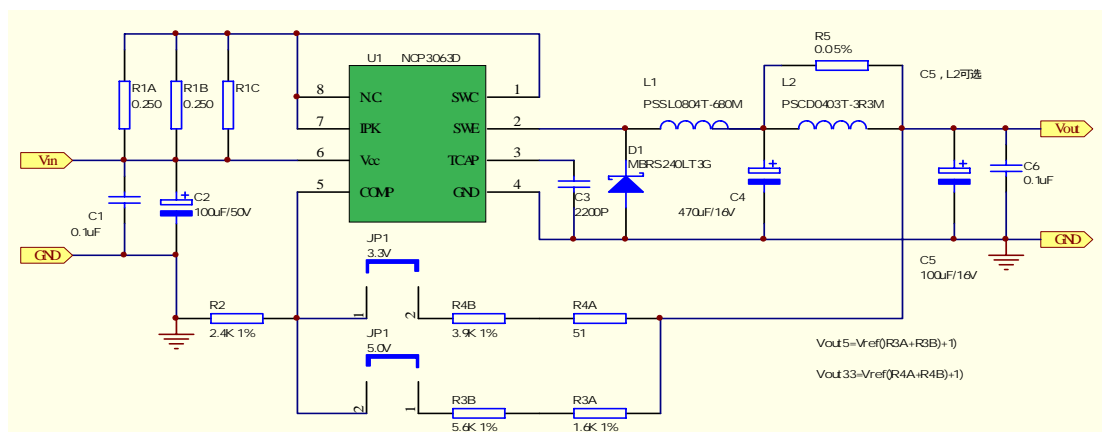 R5
0.05%
C5 , L2可选
U1 NCP3063D
L1
PSSL0804T-680M
L2
PSCD0403T-3R3M
R1A
0.250
R1B
0.250
R1C
8 N.C SWC 1
7 IPK SWE 2
6 Vcc TCAP 3
5 COMP GND 4
Vin
Vout
D1
MBRS240LT3G
C1
0.1uF
C2
100uF/50V
C3
2200P
C4
470uF/16V
C6
0.1uF
GND
GND
C5
100uF/16V
JP1
3.3V
1 2
R2
2.4K 1%
R4B
3.9K 1%
R4A
51
JP1
5.0V
2 1
R3B
5.6K 1%
R3A
1.6K 1%
Vout5=Vref(R3A+R3B)+1)
Vout33=Vref(R4A+R4B)+1)